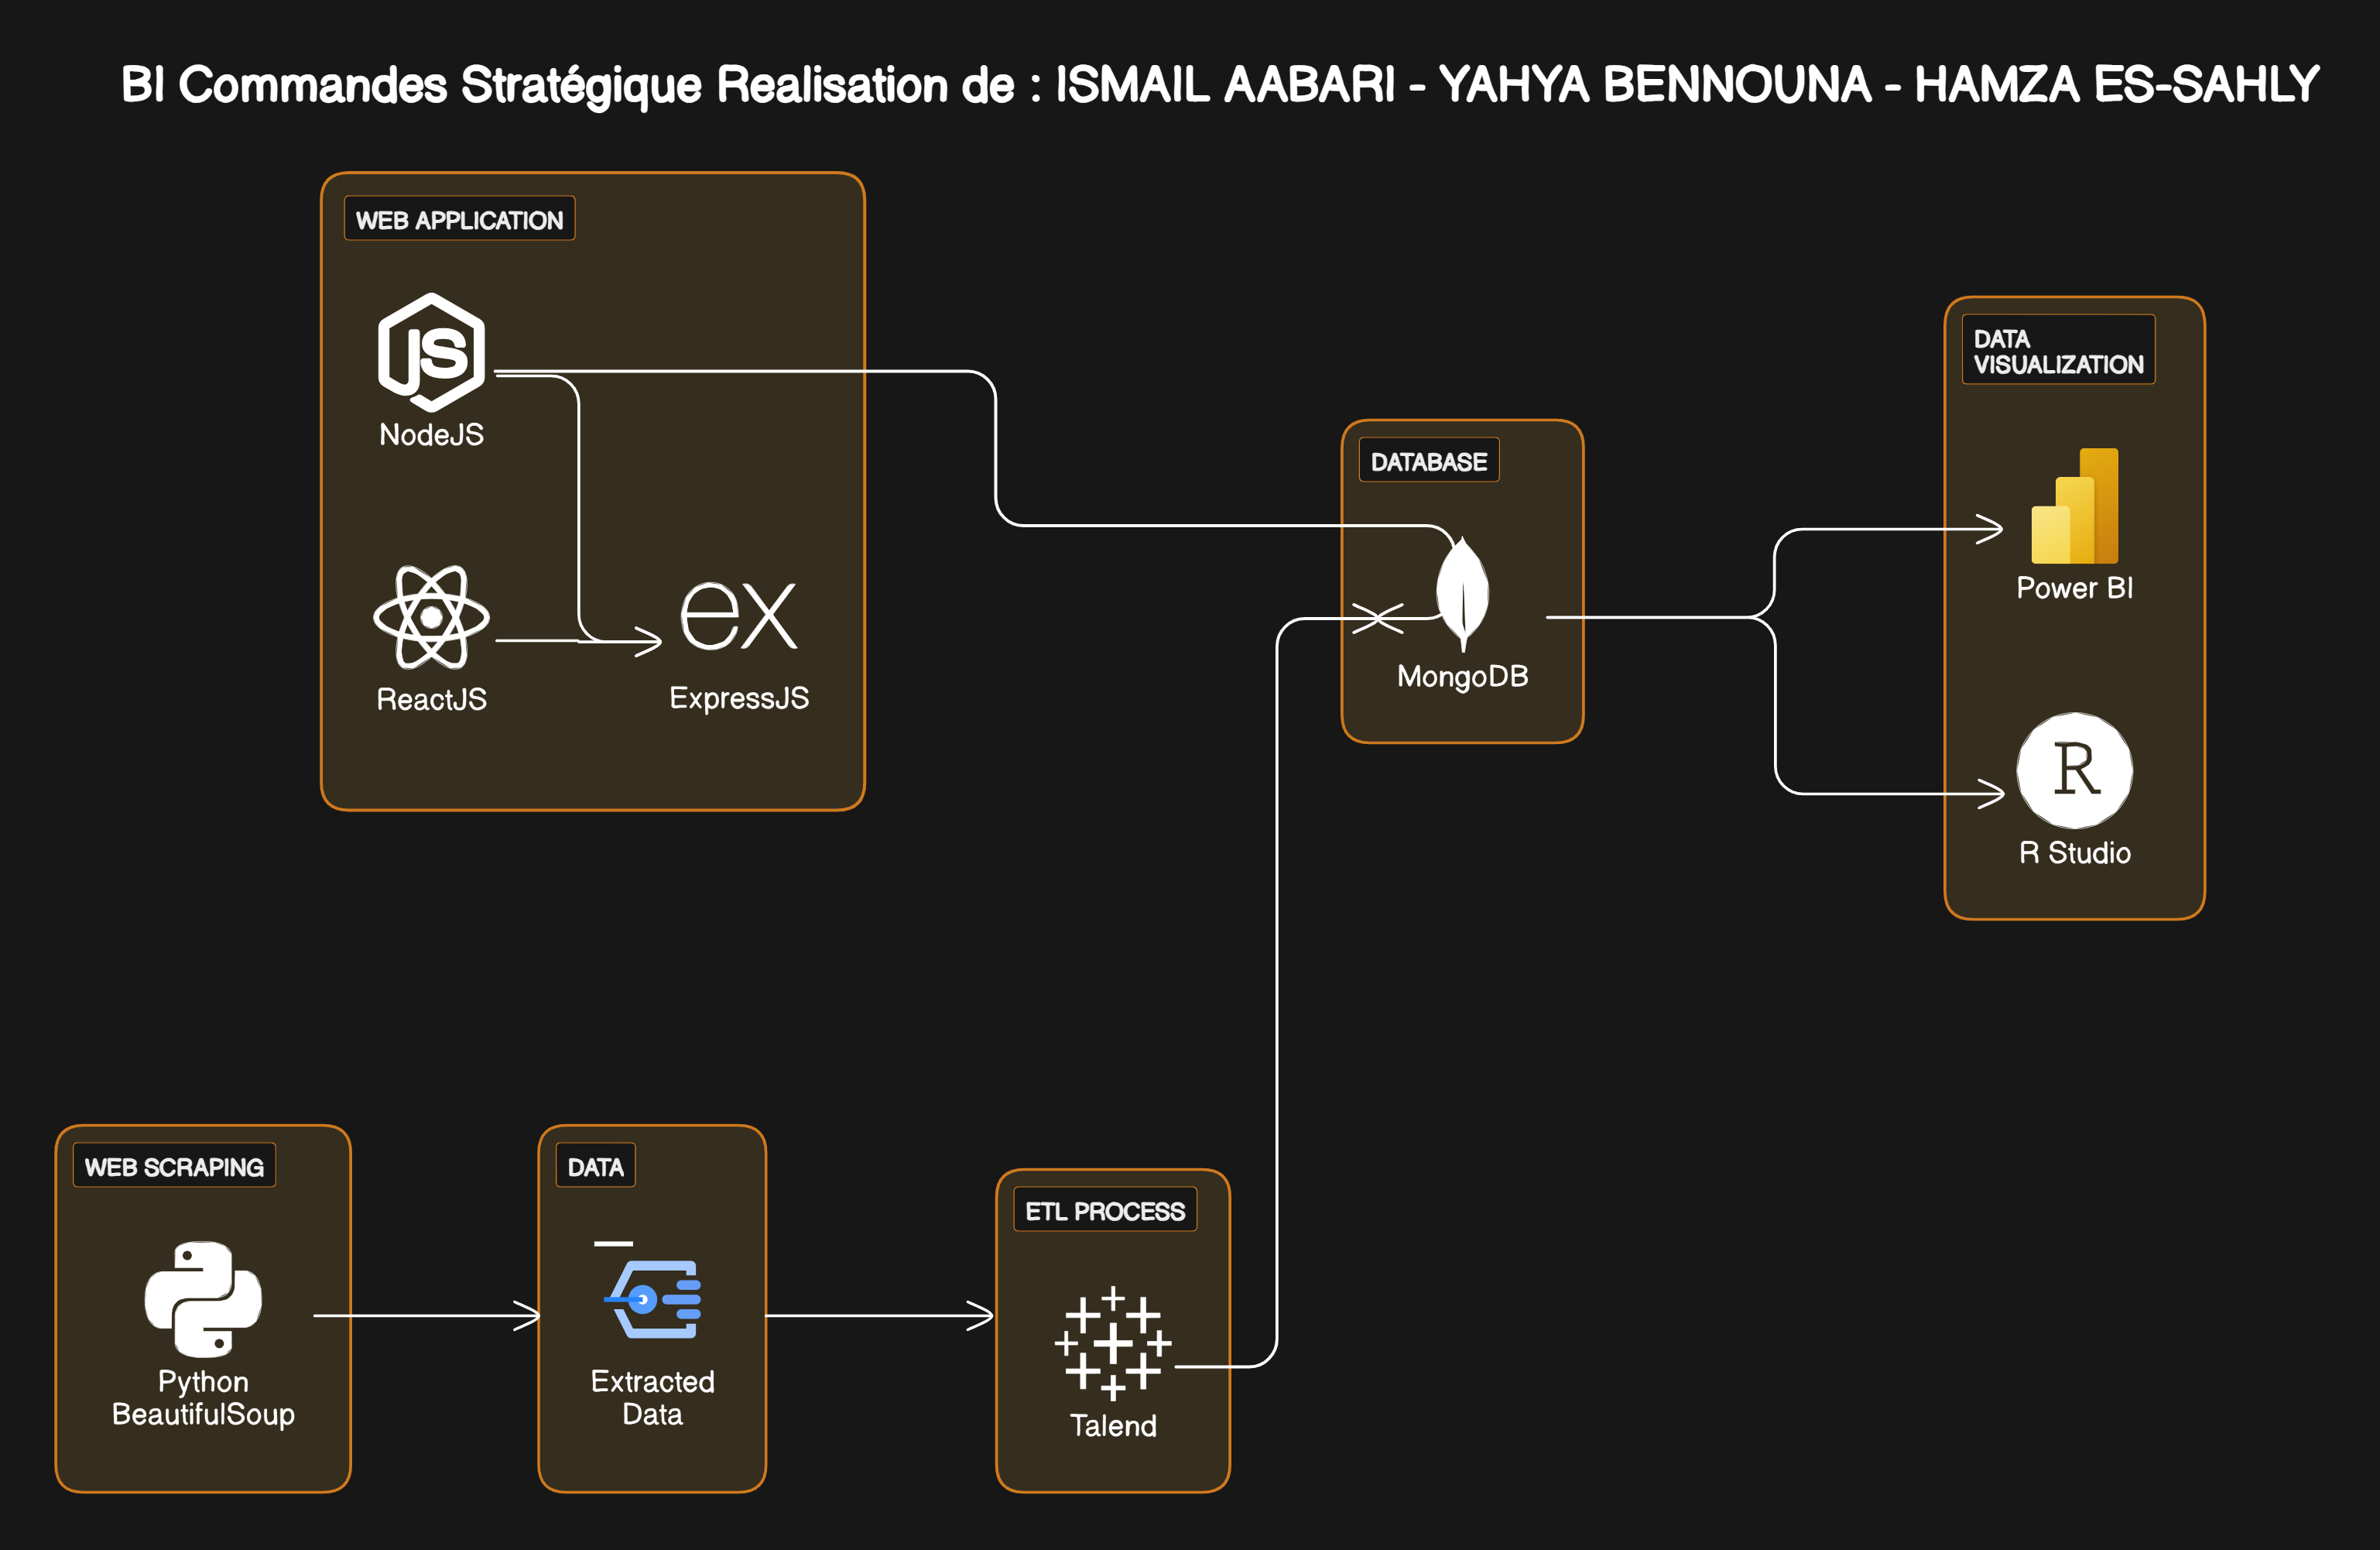 BI Commandes Stratégique Realisation de : ISMAIL AABARI - YAHYA BENNOUNA - HAMZA ES-SAHLY
WEB APPLICATION
JS
NodeJS
ReactJS
ex
ExpressJS
DATABASE
MongoDB
DATA
VISUALIZATION
Power BI
R
R Studio
WEB SCRAPING
Python
BeautifulSoup
DATA
Extracted
Data
ETL PROCESS
Talend